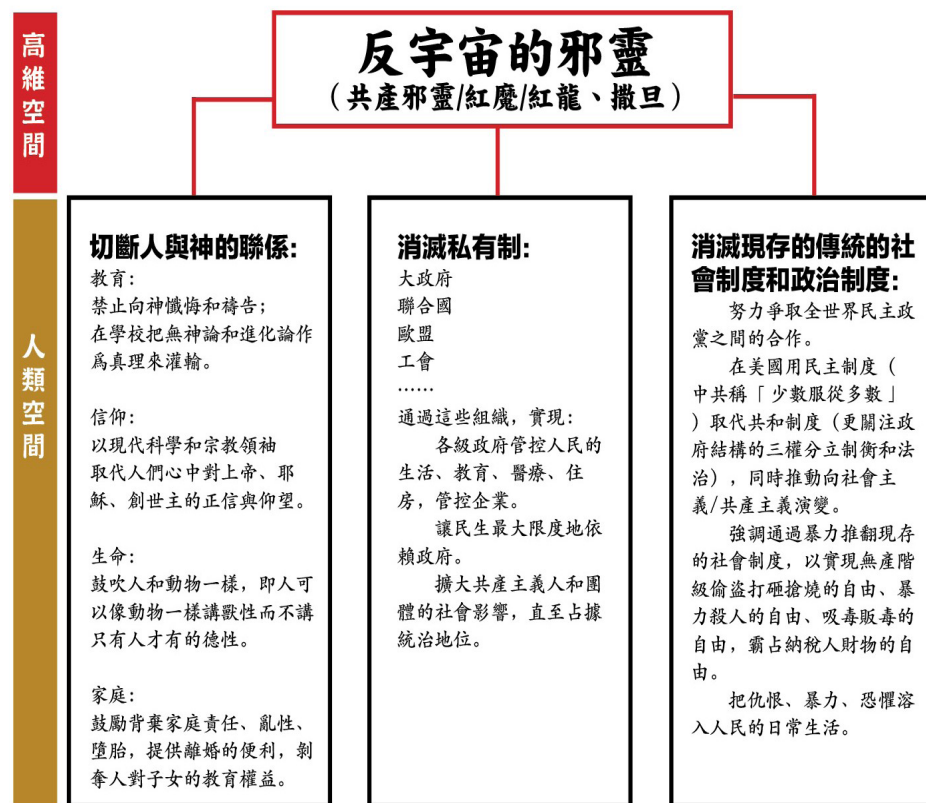 高維空間
反宇宙的邪靈
（共產邪靈/紅魔/紅龍、撒旦）
人類空間
切斷人與神的聯係：
教育：
禁止向神懺悔和禱告；
在學校把無神論和進化論作
爲真理來灌輸。
信仰：
以現代科學和宗教領袖
取代人們心中對上帝、耶
穌、創世主的正信與仰望。
生命：
鼓吹人和動物一樣，即人可
以像動物一樣講獸性而不講
只有人才有的德性。
家庭：
鼓勵背棄家庭責任、亂性、
墮胎，提供離婚的便利，剝
奪人對子女的教育權益。
消滅私有制：
大政府
聯合國
歐盟
工會
……
通過這些組織，實現：
各級政府管控人民的
生活、教育、醫療、住
房，管控企業。
讓民生最大限度地依
賴政府。
擴大共產主義人和團
體的社會影響，直至占據
統治地位。
消滅現存的傳統的社
會制度和政治制度：
努力爭取全世界民主政
黨之間的合作。
在美國用民主制度（
中共稱「少數服從多數」
）取代共和制度（更關注政
府結構的三權分立制衡和法
治），同時推動向社會主
義/共產主義演變。
強調通過暴力推翻現存
的社會制度，以實現無產階
級偷盜打砸搶燒的自由、暴
力殺人的自由、吸毒販毒的
自由，霸占納稅人財物的自
由。
把仇恨、暴力、恐懼溶
入人民的日常生活。